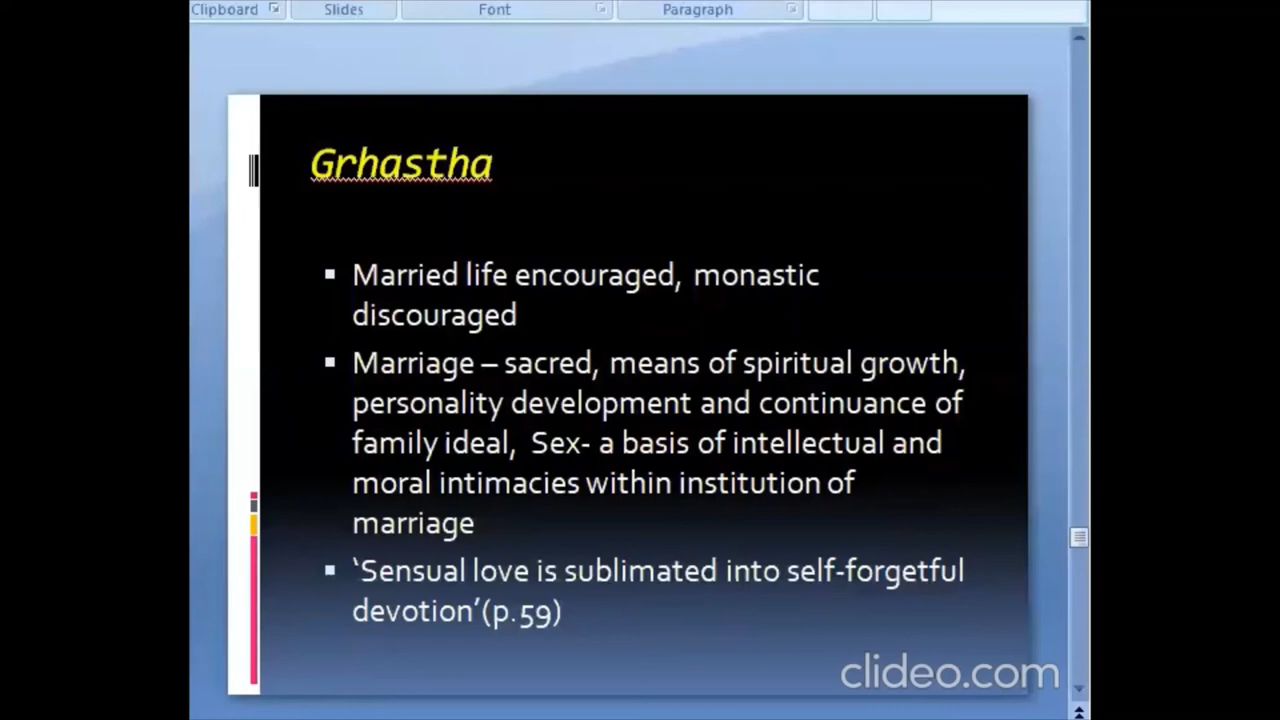 Clipboard Slides Font Paragraph
Grhastha
▪ Married life encouraged, monastic
discouraged
▪ Marriage – sacred, means of spiritual growth,
personality development and continuance of
family ideal, Sex- a basis of intellectual and
moral intimacies within institution of
marriage
▪ ‘Sensual love is sublimated into self-forgetful
devotion’(p.59)
clideo.com